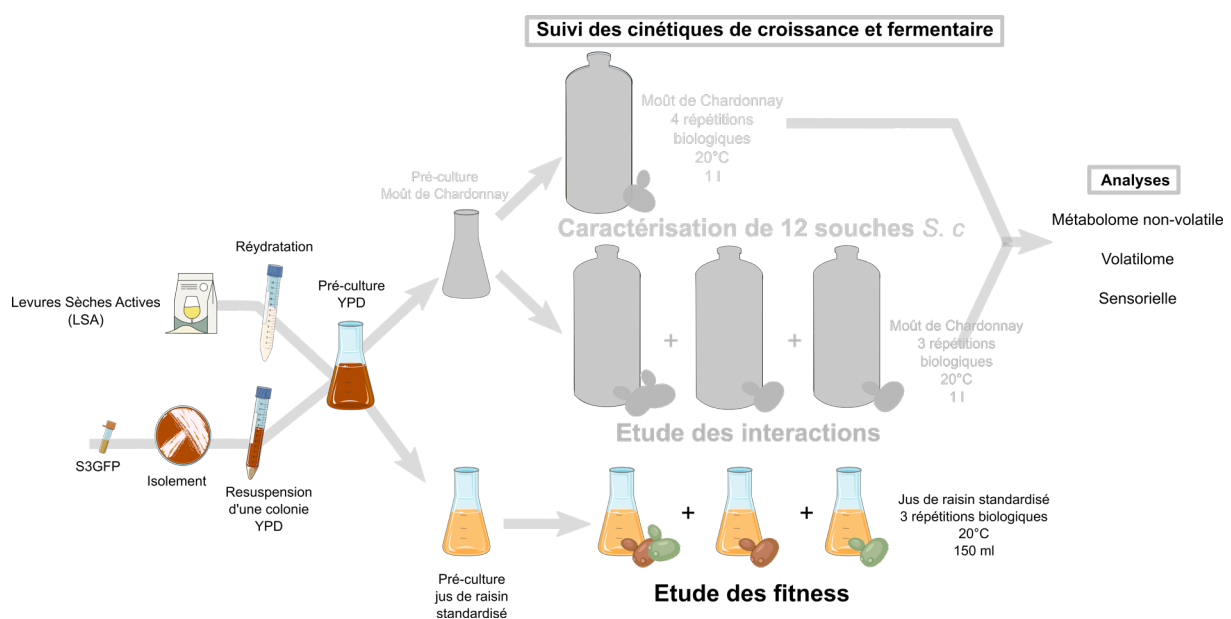 Suivi des cinétiques de croissance et fermentaire
Moût de Chardonnay
4 répétitions
biologiques
20°C
1 l
Pré-culture
Moût de Chardonnay
Caractérisation de 12 souches S. c
Analyses
Métabolome non-volatile
Volatilome
Sensorielle
Réydratation
Levures Sèches Actives
(LSA)
Pré-culture
YPD
+
+
Moût de Chardonnay
3 répétitions
biologiques
20°C
1 l
Etude des interactions
S3GFP
Isolement
Resuspension
d'une colonie
YPD
Pré-culture
jus de raisin
standardisé
+
+
Jus de raisin standardisé
3 répétitions biologiques
20°C
150 ml
Etude des fitness